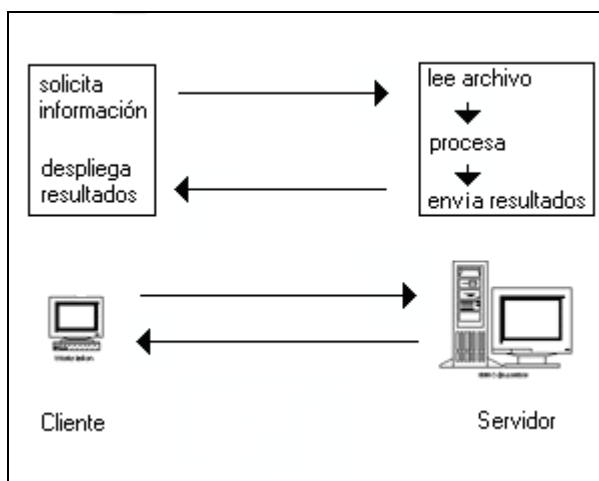 solicita
información
despliega
resultados
lee archivo
procesa
envia resultados
Cliente
Servidor